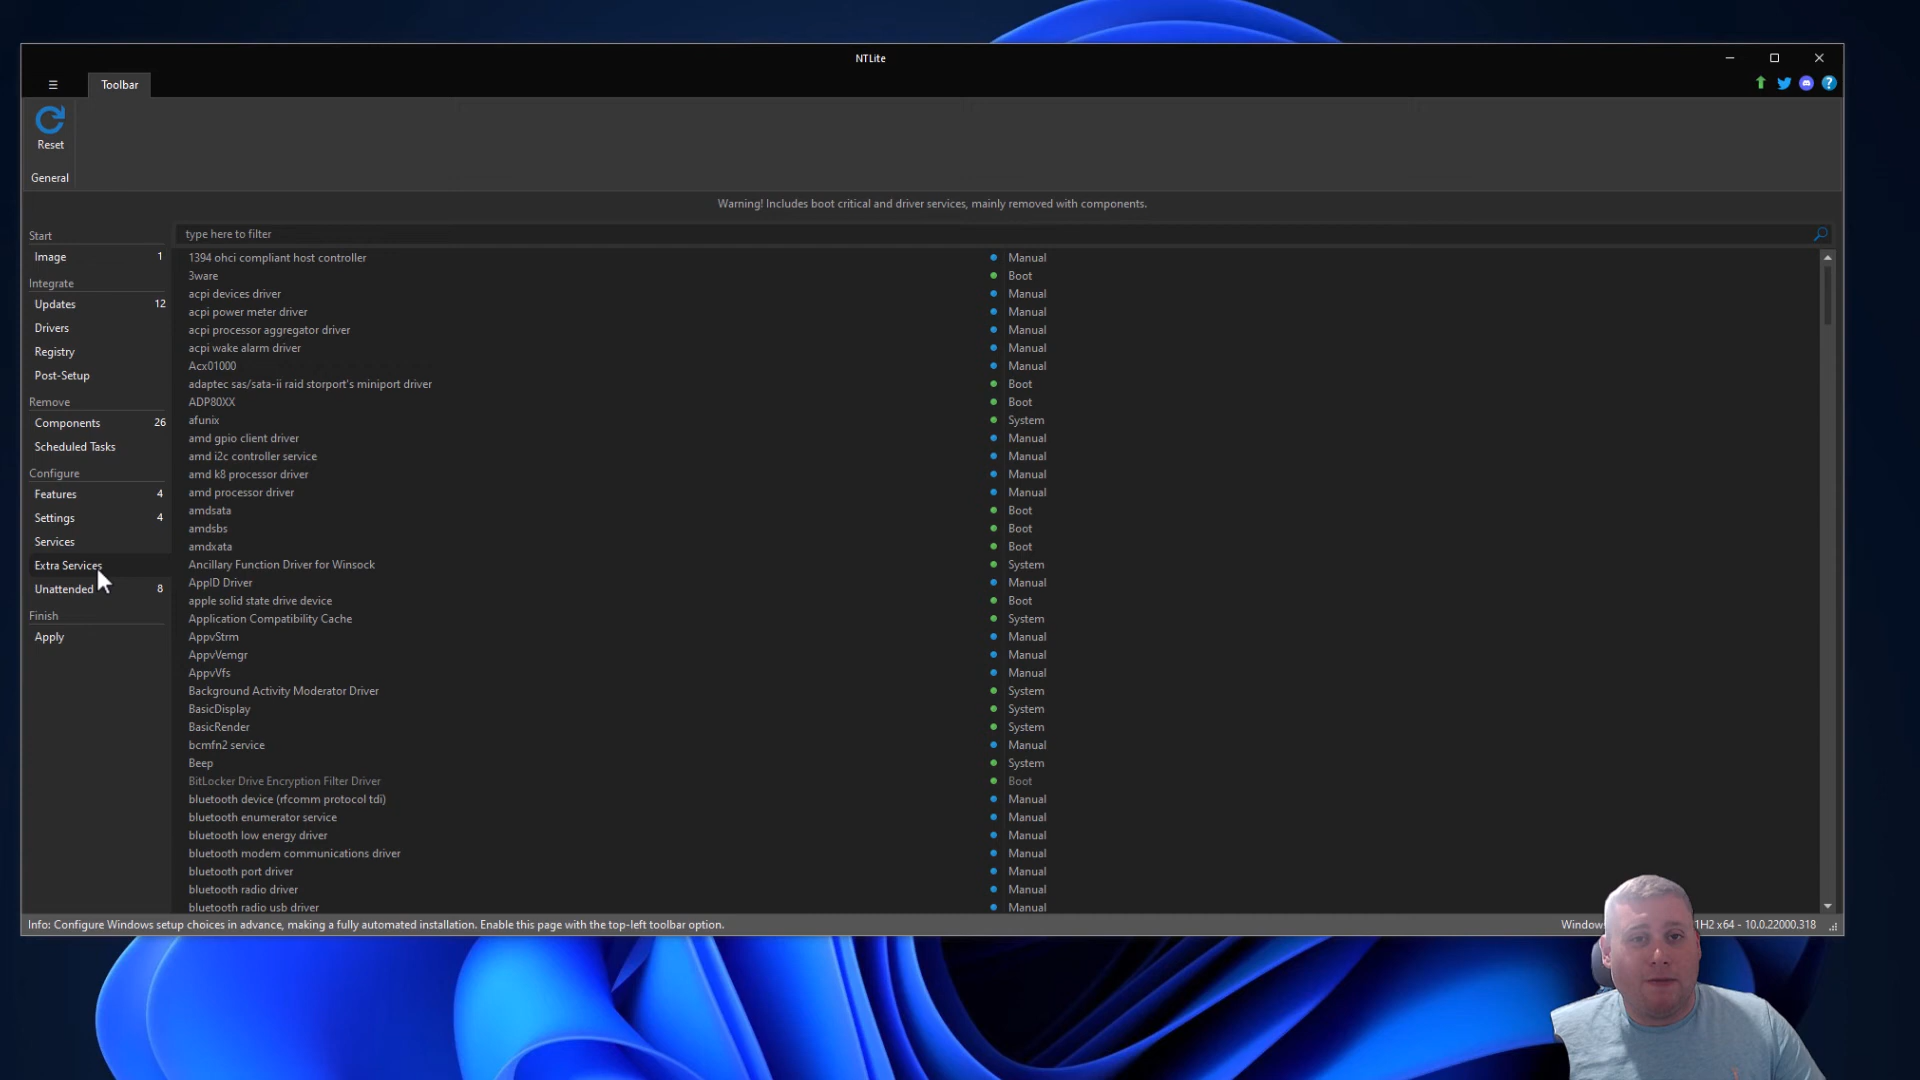 NTLite
Toolbar
Reset
General
Warning! Includes boot critical and driver services, mainly removed with components.
Start
Image 1
Integrate
Updates 12
Drivers
Registry
Post-Setup
Remove
Components 26
Scheduled Tasks
Configure
Features 4
Settings 4
Services
Extra Services
Unattended 8
Finish
Apply
type here to filter
1394 ohci compliant host controller Manual
3ware Boot
acpi devices driver Manual
acpi power meter driver Manual
acpi processor aggregator driver Manual
acpi wake alarm driver Manual
Acx01000 Manual
adaptec sas/sata-ii raid storport's miniport driver Boot
ADP80XX Boot
afunix System
amd gpio client driver Manual
amd i2c controller service Manual
amd k8 processor driver Manual
amd processor driver Manual
amdsata Boot
amdsbs Boot
amdxata Boot
Ancillary Function Driver for Winsock System
AppID Driver Manual
apple solid state drive device Boot
Application Compatibility Cache System
AppvStrm Manual
AppvVemgr Manual
AppvVfs Manual
Background Activity Moderator Driver System
BasicDisplay System
BasicRender System
bcmfn2 service Manual
Beep System
BitLocker Drive Encryption Filter Driver Boot
bluetooth device (rfcomm protocol tdi) Manual
bluetooth enumerator service Manual
bluetooth low energy driver Manual
bluetooth modem communications driver Manual
bluetooth port driver Manual
bluetooth radio driver Manual
bluetooth radio usb driver Manual
Info: Configure Windows setup choices in advance, making a fully automated installation. Enable this page with the top-left toolbar option.
Window 1H2 x64 - 10.0.22000.318